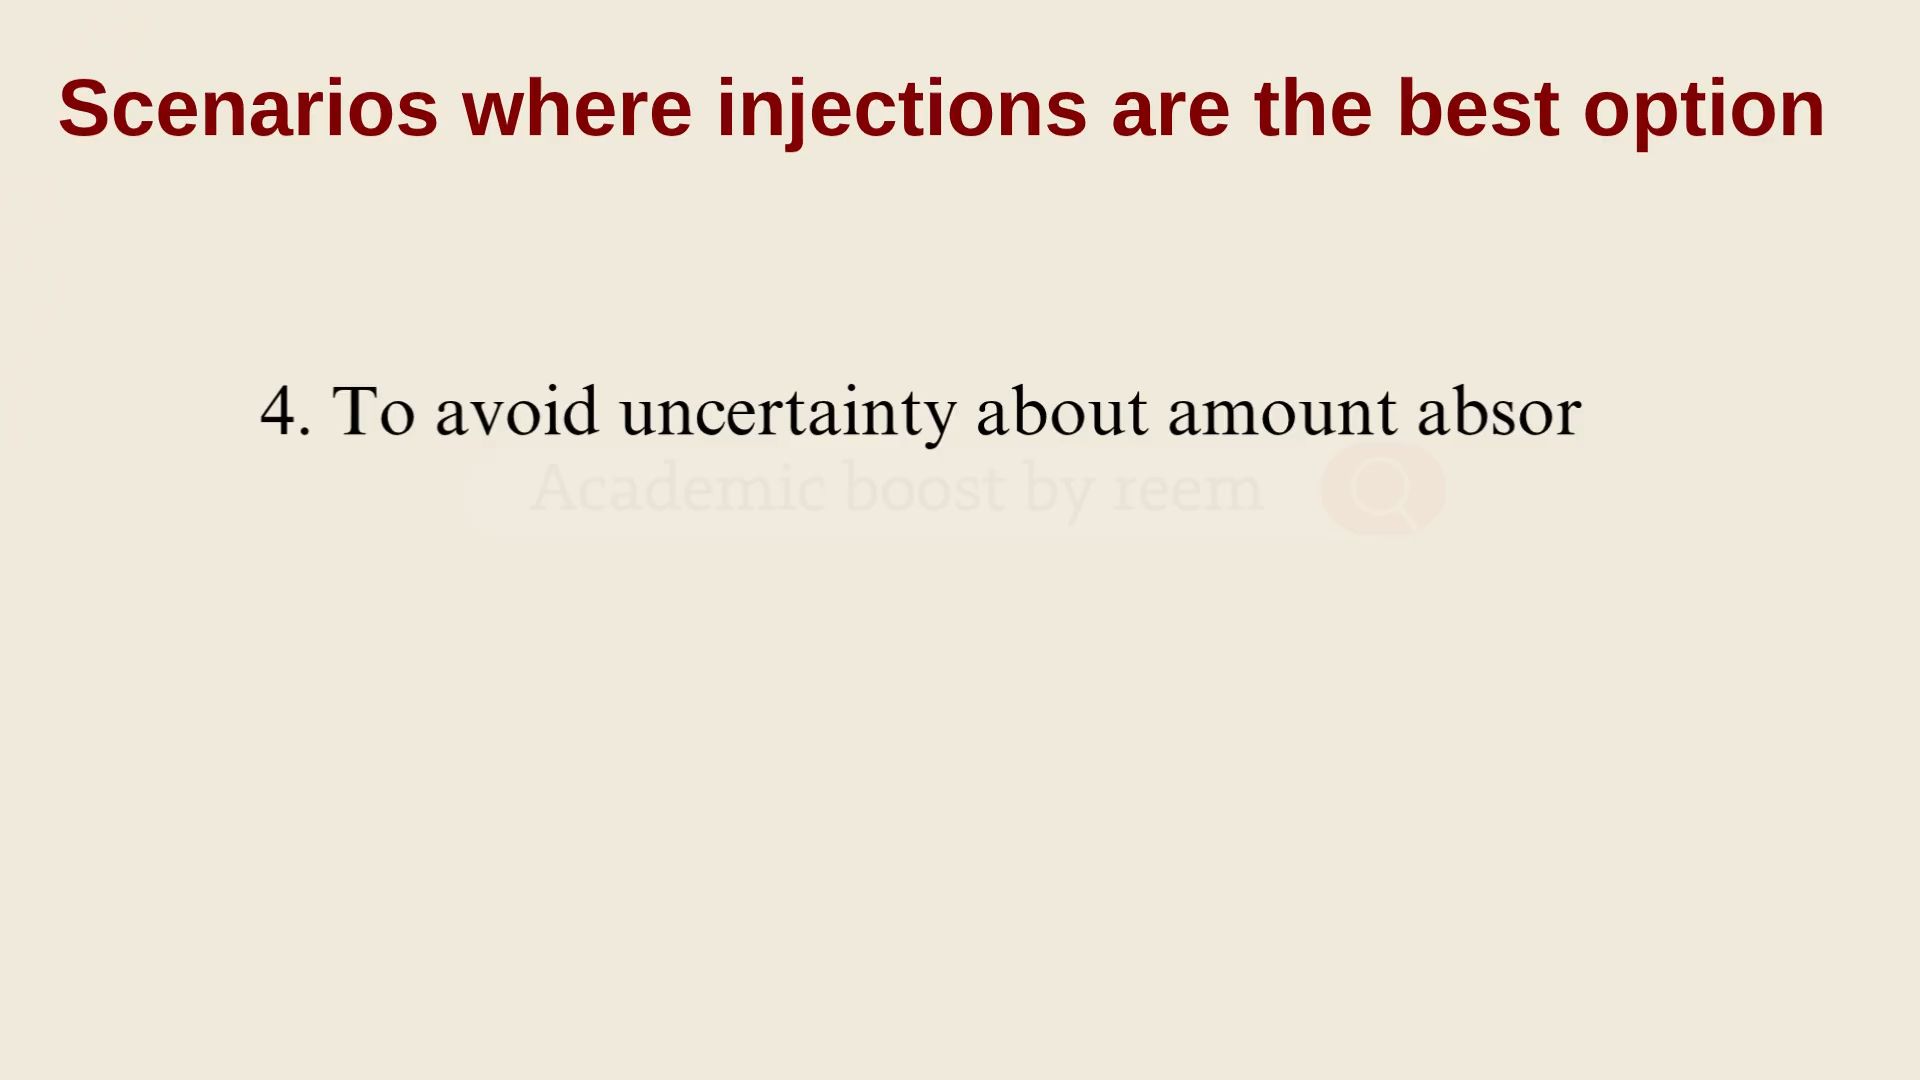 Scenarios where injections are the best option
4. To avoid uncertainty about amount absor
Academic boost by reem